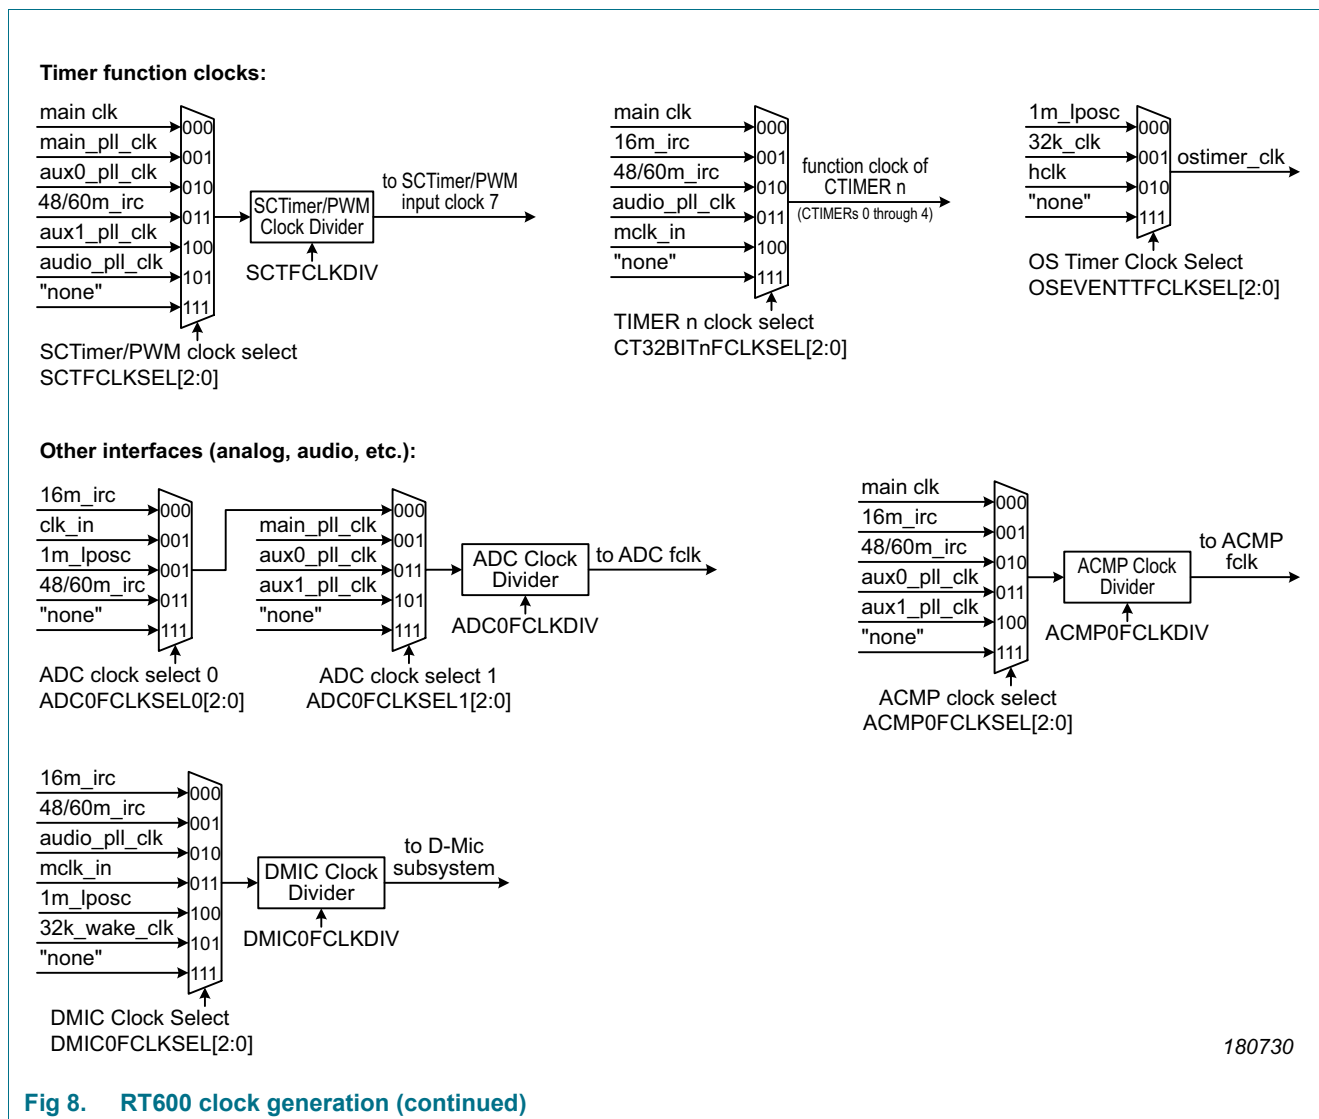 Timer function clocks:
main clk
000
main_pll_clk
001
aux0_pll_clk
010
48/60m_irc
011
aux1_pll_clk
100
audio_pll_clk
101
"none"
111
SCTimer/PWM
Clock Divider
to SCTimer/PWM
input clock 7
SCTFCLKDIV
SCTimer/PWM clock select
SCTFCLKSEL[2:0]
main clk
000
16m_irc
001
48/60m_irc
010
audio_pll_clk
011
mclk_in
100
"none"
111
function clock of
CTIMER n
(CTIMERs 0 through 4)
TIMER n clock select
CT32BITnFCLKSEL[2:0]
1m_lposc
000
32k_clk
001
hclk
010
"none"
111
ostimer_clk
OS Timer Clock Select
OSEVENTTFCLKSEL[2:0]
Other interfaces (analog, audio, etc.):
16m_irc
000
clk_in
001
1m_lposc
001
48/60m_irc
011
"none"
111
ADC clock select 0
ADC0FCLKSEL0[2:0]
000
main_pll_clk
001
aux0_pll_clk
011
aux1_pll_clk
101
"none"
111
ADC Clock
Divider
to ADC fclk
ADC0FCLKDIV
ADC clock select 1
ADC0FCLKSEL1[2:0]
main clk
000
16m_irc
001
48/60m_irc
010
aux0_pll_clk
011
aux1_pll_clk
100
"none"
111
ACMP Clock
Divider
to ACMP
fclk
ACMP0FCLKDIV
ACMP clock select
ACMP0FCLKSEL[2:0]
16m_irc
000
48/60m_irc
001
audio_pll_clk
010
mclk_in
011
1m_lposc
100
32k_wake_clk
101
"none"
111
DMIC Clock
Divider
to D-Mic
subsystem
DMIC0FCLKDIV
DMIC Clock Select
DMIC0FCLKSEL[2:0]
180730
Fig 8. RT600 clock generation (continued)